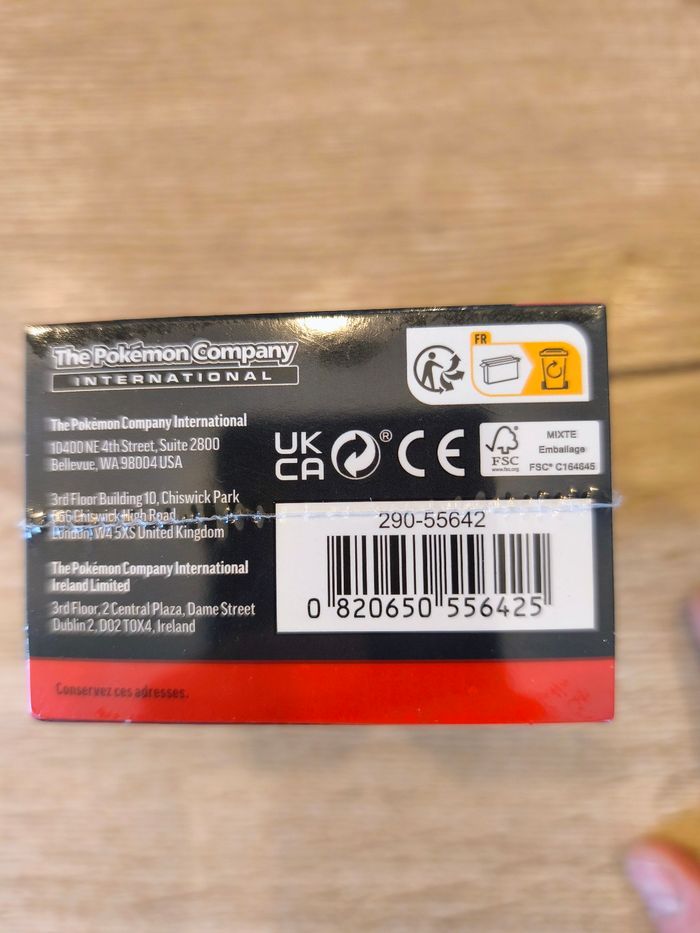 The Pokémon Company
INTERNATIONAL
FR
The Pokémon Company International
10400 NE 4th Street, Suite 2800
Bellevue, WA 98004 USA
UK
CA
®
CE
FSC
www.fsc.org
MIXTE
Emballage
FSC® C164645
3rd Floor Building 10, Chiswick Park
566 Chiswick High Road
London, W4 5XS United Kingdom
The Pokémon Company International
Ireland Limited
3rd Floor, 2 Central Plaza, Dame Street
Dublin 2, D02 T0X4, Ireland
290-55642
0 820650 556425
Conservez ces adresses.